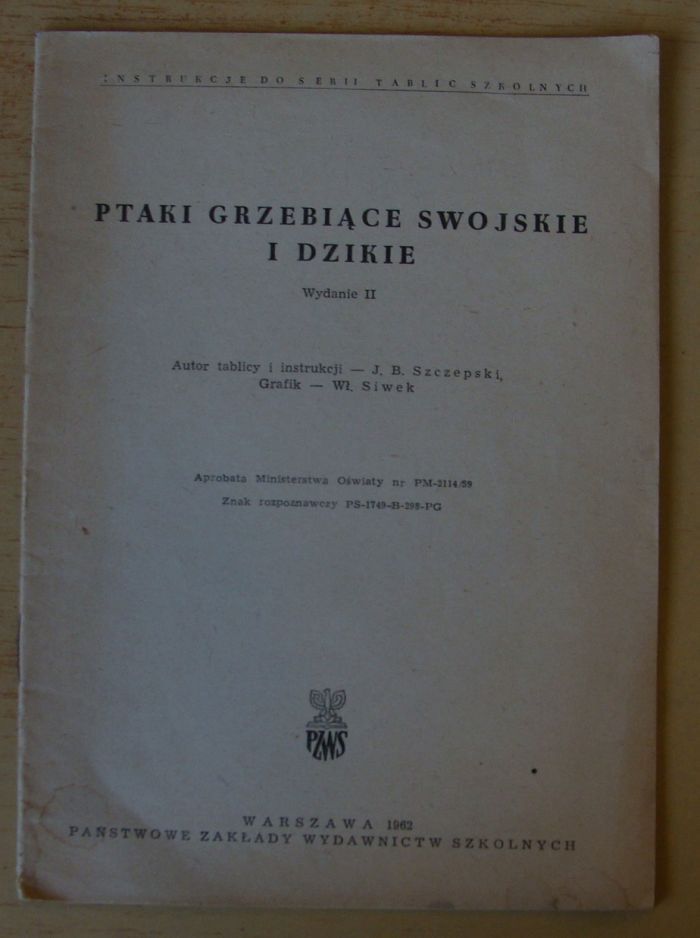 INSTRUKCJE DO SERII TABLIC SZKOLNYCH
PTAKI GRZEBIĄCE SWOJSKIE
I DZIKIE
Wydanie II
Autor tablicy i instrukcji — J. B. Szczepski,
Grafik — Wł. Siwek
Aprobata Ministerstwa Oświaty nr PM-2114/59
Znak rozpoznawczy PS-1749-B-298-PG
PZWS
WARSZAWA 1962
PAŃSTWOWE ZAKŁADY WYDAWNICTW SZKOLNYCH